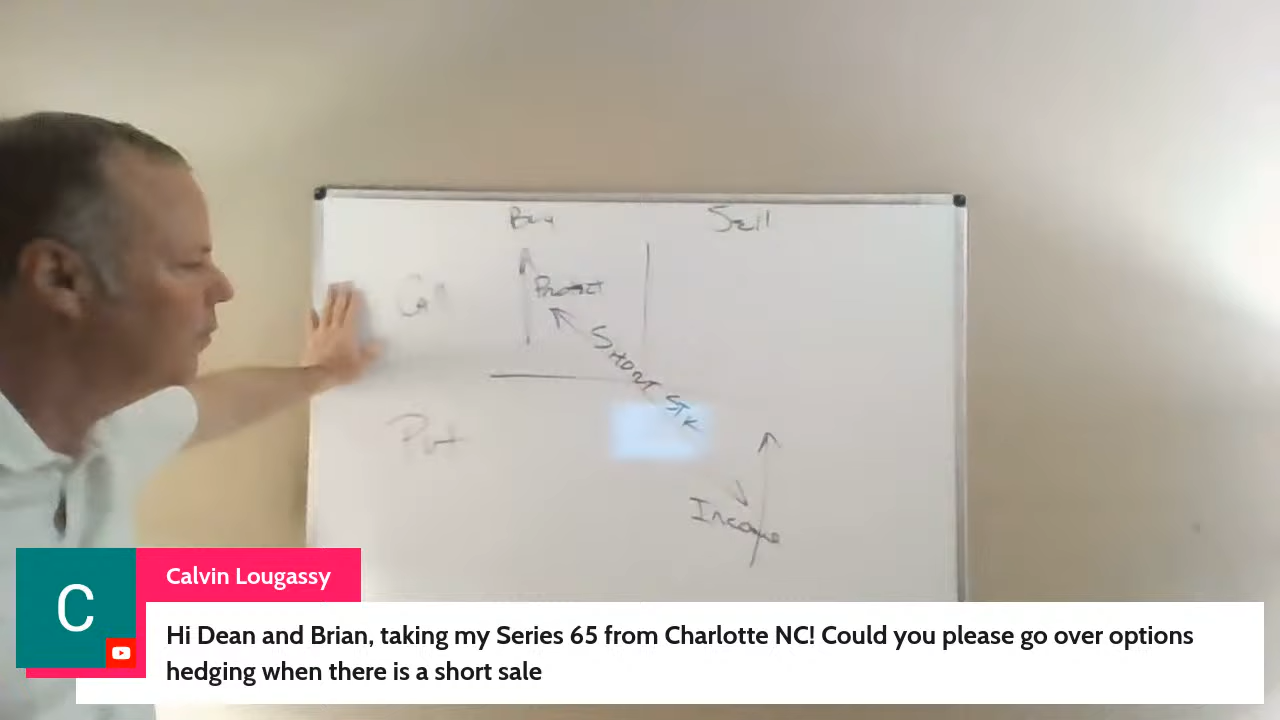 Buy
Sell
Call
Protect
SHORT STK
Put
Income
C
Calvin Lougassy
Hi Dean and Brian, taking my Series 65 from Charlotte NC! Could you please go over options
hedging when there is a short sale